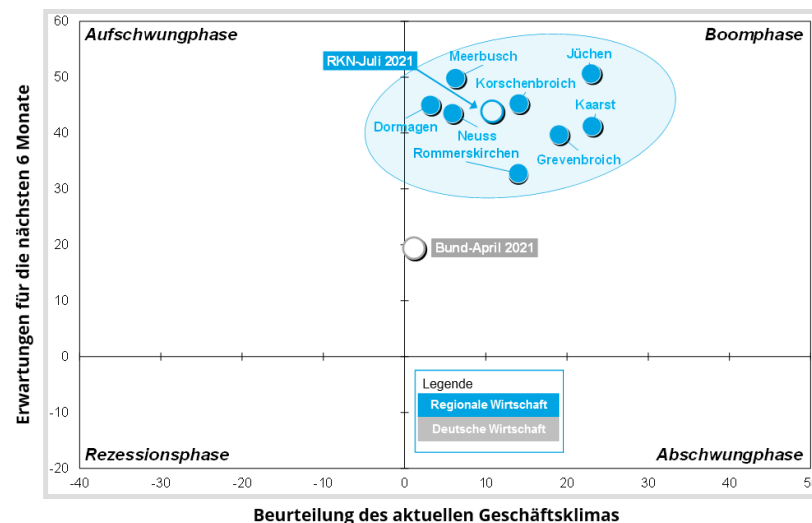 60
50
40
30
20
10
0
-10
-20
Erwartungen für die nächsten 6 Monate
Aufschwungphase
Boomphase
RKN-Juli 2021
Meerbusch
Jüchen
Korschenbroich
Kaarst
Dormagen
Neuss
Rommerskirchen
Grevenbroich
Bund-April 2021
Legende
Regionale Wirtschaft
Deutsche Wirtschaft
Rezessionsphase
Abschwungphase
-40 -30 -20 -10 0 10 20 30 40
Beurteilung des aktuellen Geschäftsklimas